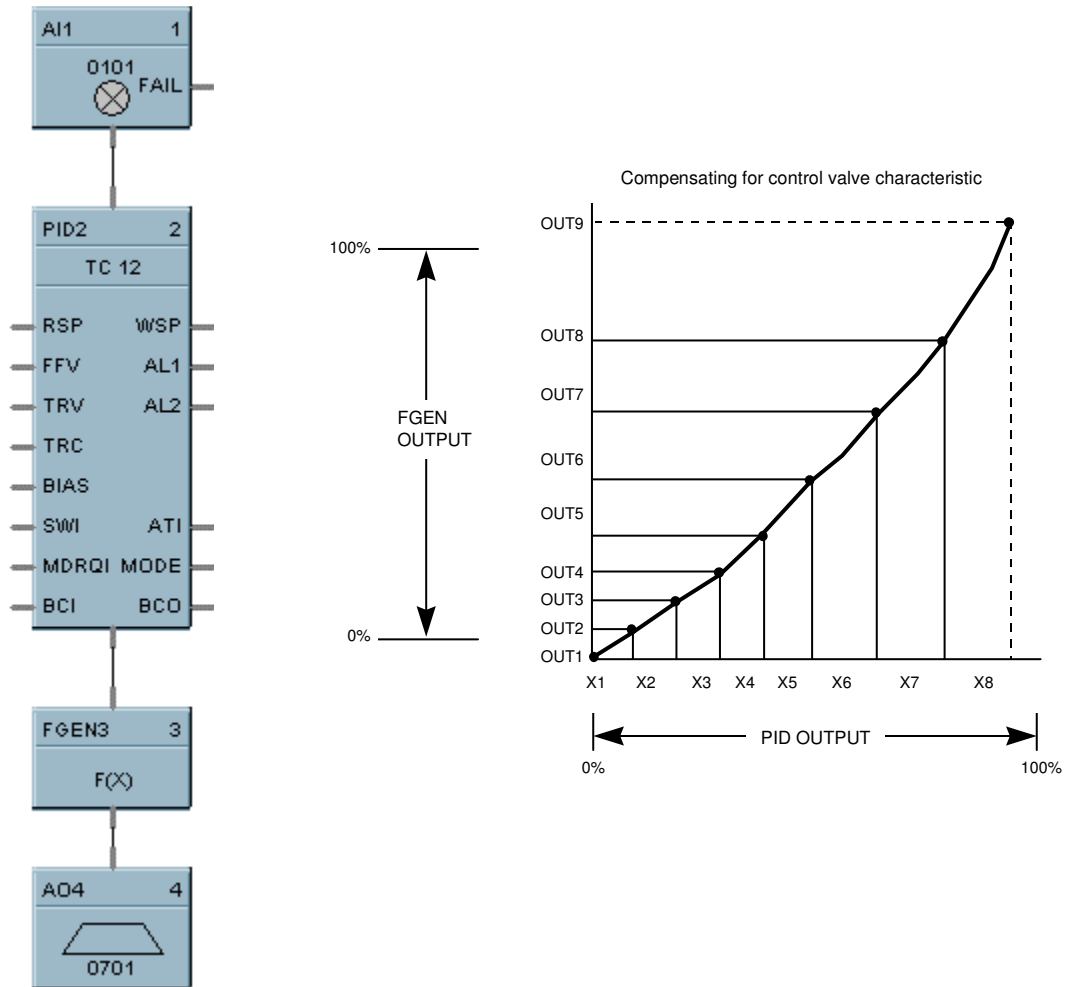 AI1 1
0101
FAIL
PID2 2
TC 12
RSP WSP
FFV AL1
TRV AL2
TRC
BIAS
SWI ATI
MDRQI MODE
BCI BCO
FGEN3 3
F(X)
AO4 4
0701
100%
FGEN
OUTPUT
0%
Compensating for control valve characteristic
OUT9
OUT8
OUT7
OUT6
OUT5
OUT4
OUT3
OUT2
OUT1
X1 X2 X3 X4 X5 X6 X7 X8
PID OUTPUT
0% 100%